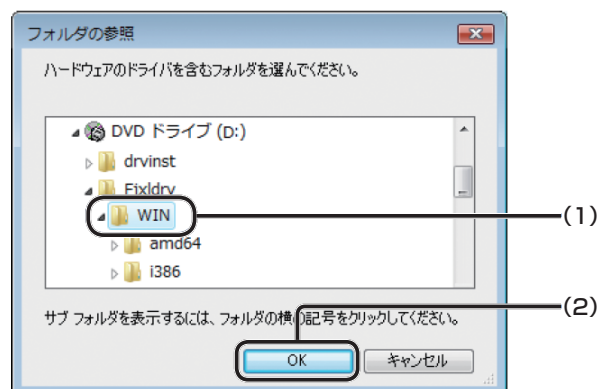 フォルダの参照
ハードウェアのドライバを含むフォルダを選んでください。
DVD ドライブ (D:)
drvinst
Fixldrv
WIN
(1)
amd64
i386
サブ フォルダを表示するには、フォルダの横の記号をクリックしてください。
(2)
OK
キャンセル